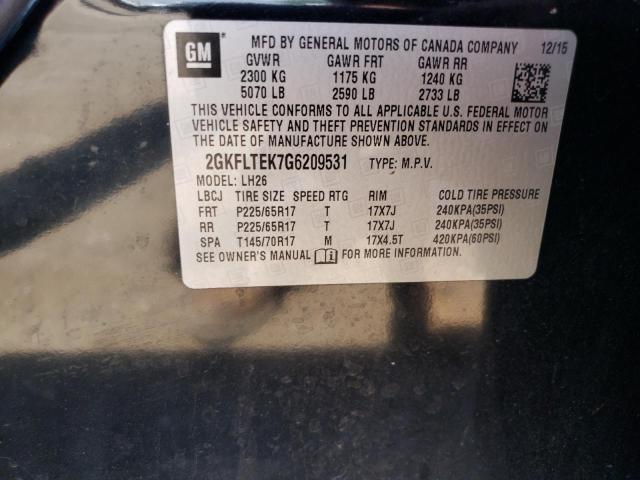 GM MFD BY GENERAL MOTORS OF CANADA COMPANY 12/15
GVWR GAWR FRT GAWR RR
2300 KG 1175 KG 1240 KG
5070 LB 2590 LB 2733 LB
THIS VEHICLE CONFORMS TO ALL APPLICABLE U.S. FEDERAL MOTOR
VEHICLE SAFETY AND THEFT PREVENTION STANDARDS IN EFFECT ON
THE DATE OF MANUFACTURE SHOWN ABOVE.
2GKFLTEK7G6209531 TYPE: M.P.V.
MODEL: LH26
LBCJ TIRE SIZE SPEED RTG RIM COLD TIRE PRESSURE
FRT P225/65R17 T 17X7J 240KPA(35PSI)
RR P225/65R17 T 17X7J 240KPA(35PSI)
SPA T145/70R17 M 17X4.5T 420KPA(60PSI)
SEE OWNER'S MANUAL FOR MORE INFORMATION.